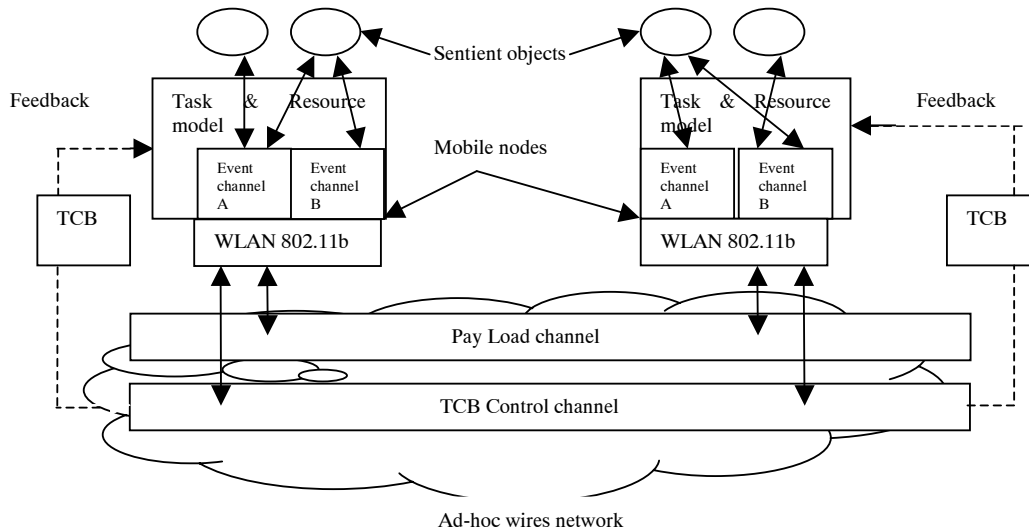 Sentient objects
Feedback
Task & Resource
model
Task & Resource
model
Feedback
Mobile nodes
Event
channel
A
Event
channel
B
Event
channel
A
Event
channel
B
TCB
TCB
WLAN 802.11b
WLAN 802.11b
Pay Load channel
TCB Control channel
Ad-hoc wires network